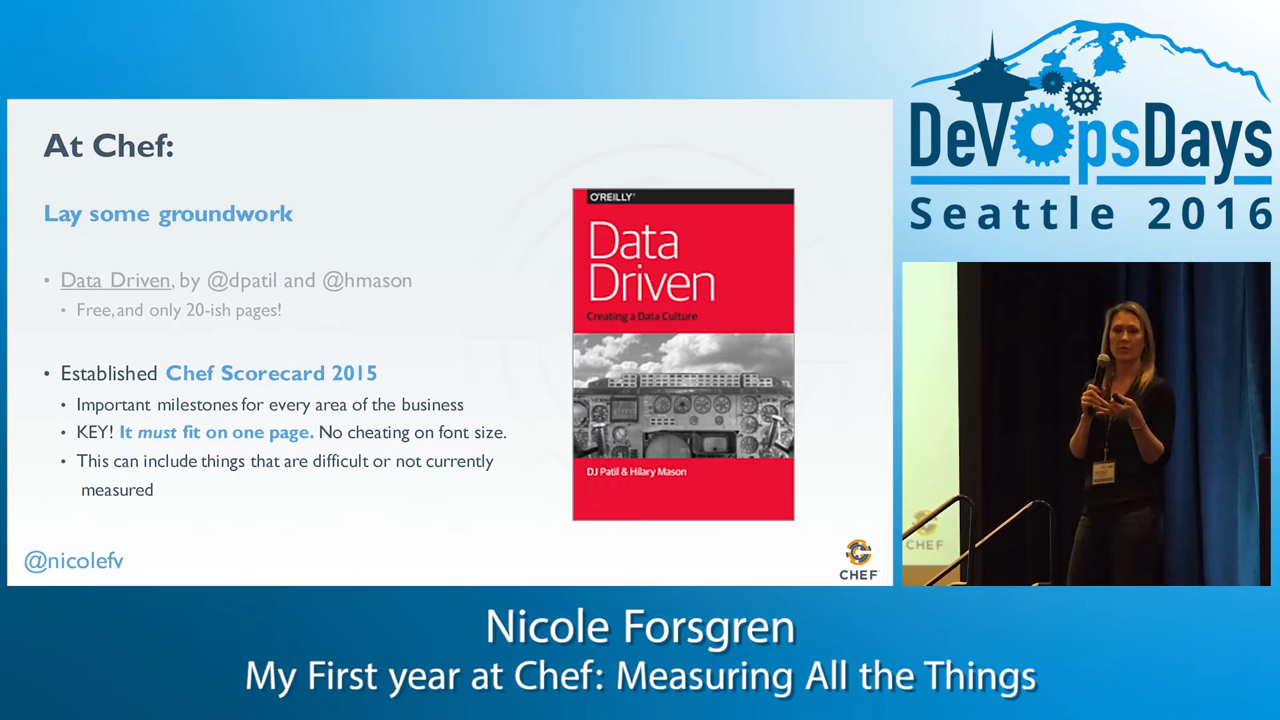 At Chef:
Lay some groundwork
• Data Driven, by @dpatil and @hmason
• Free, and only 20-ish pages!
• Established Chef Scorecard 2015
• Important milestones for every area of the business
• KEY! It must fit on one page. No cheating on font size.
• This can include things that are difficult or not currently
measured
@nicolefv
O'REILLY®
Data
Driven
Creating a Data Culture
DJ Patil & Hilary Mason
CHEF
DevOpsDays
Seattle 2016
CHEF
Nicole Forsgren
My First year at Chef: Measuring All the Things